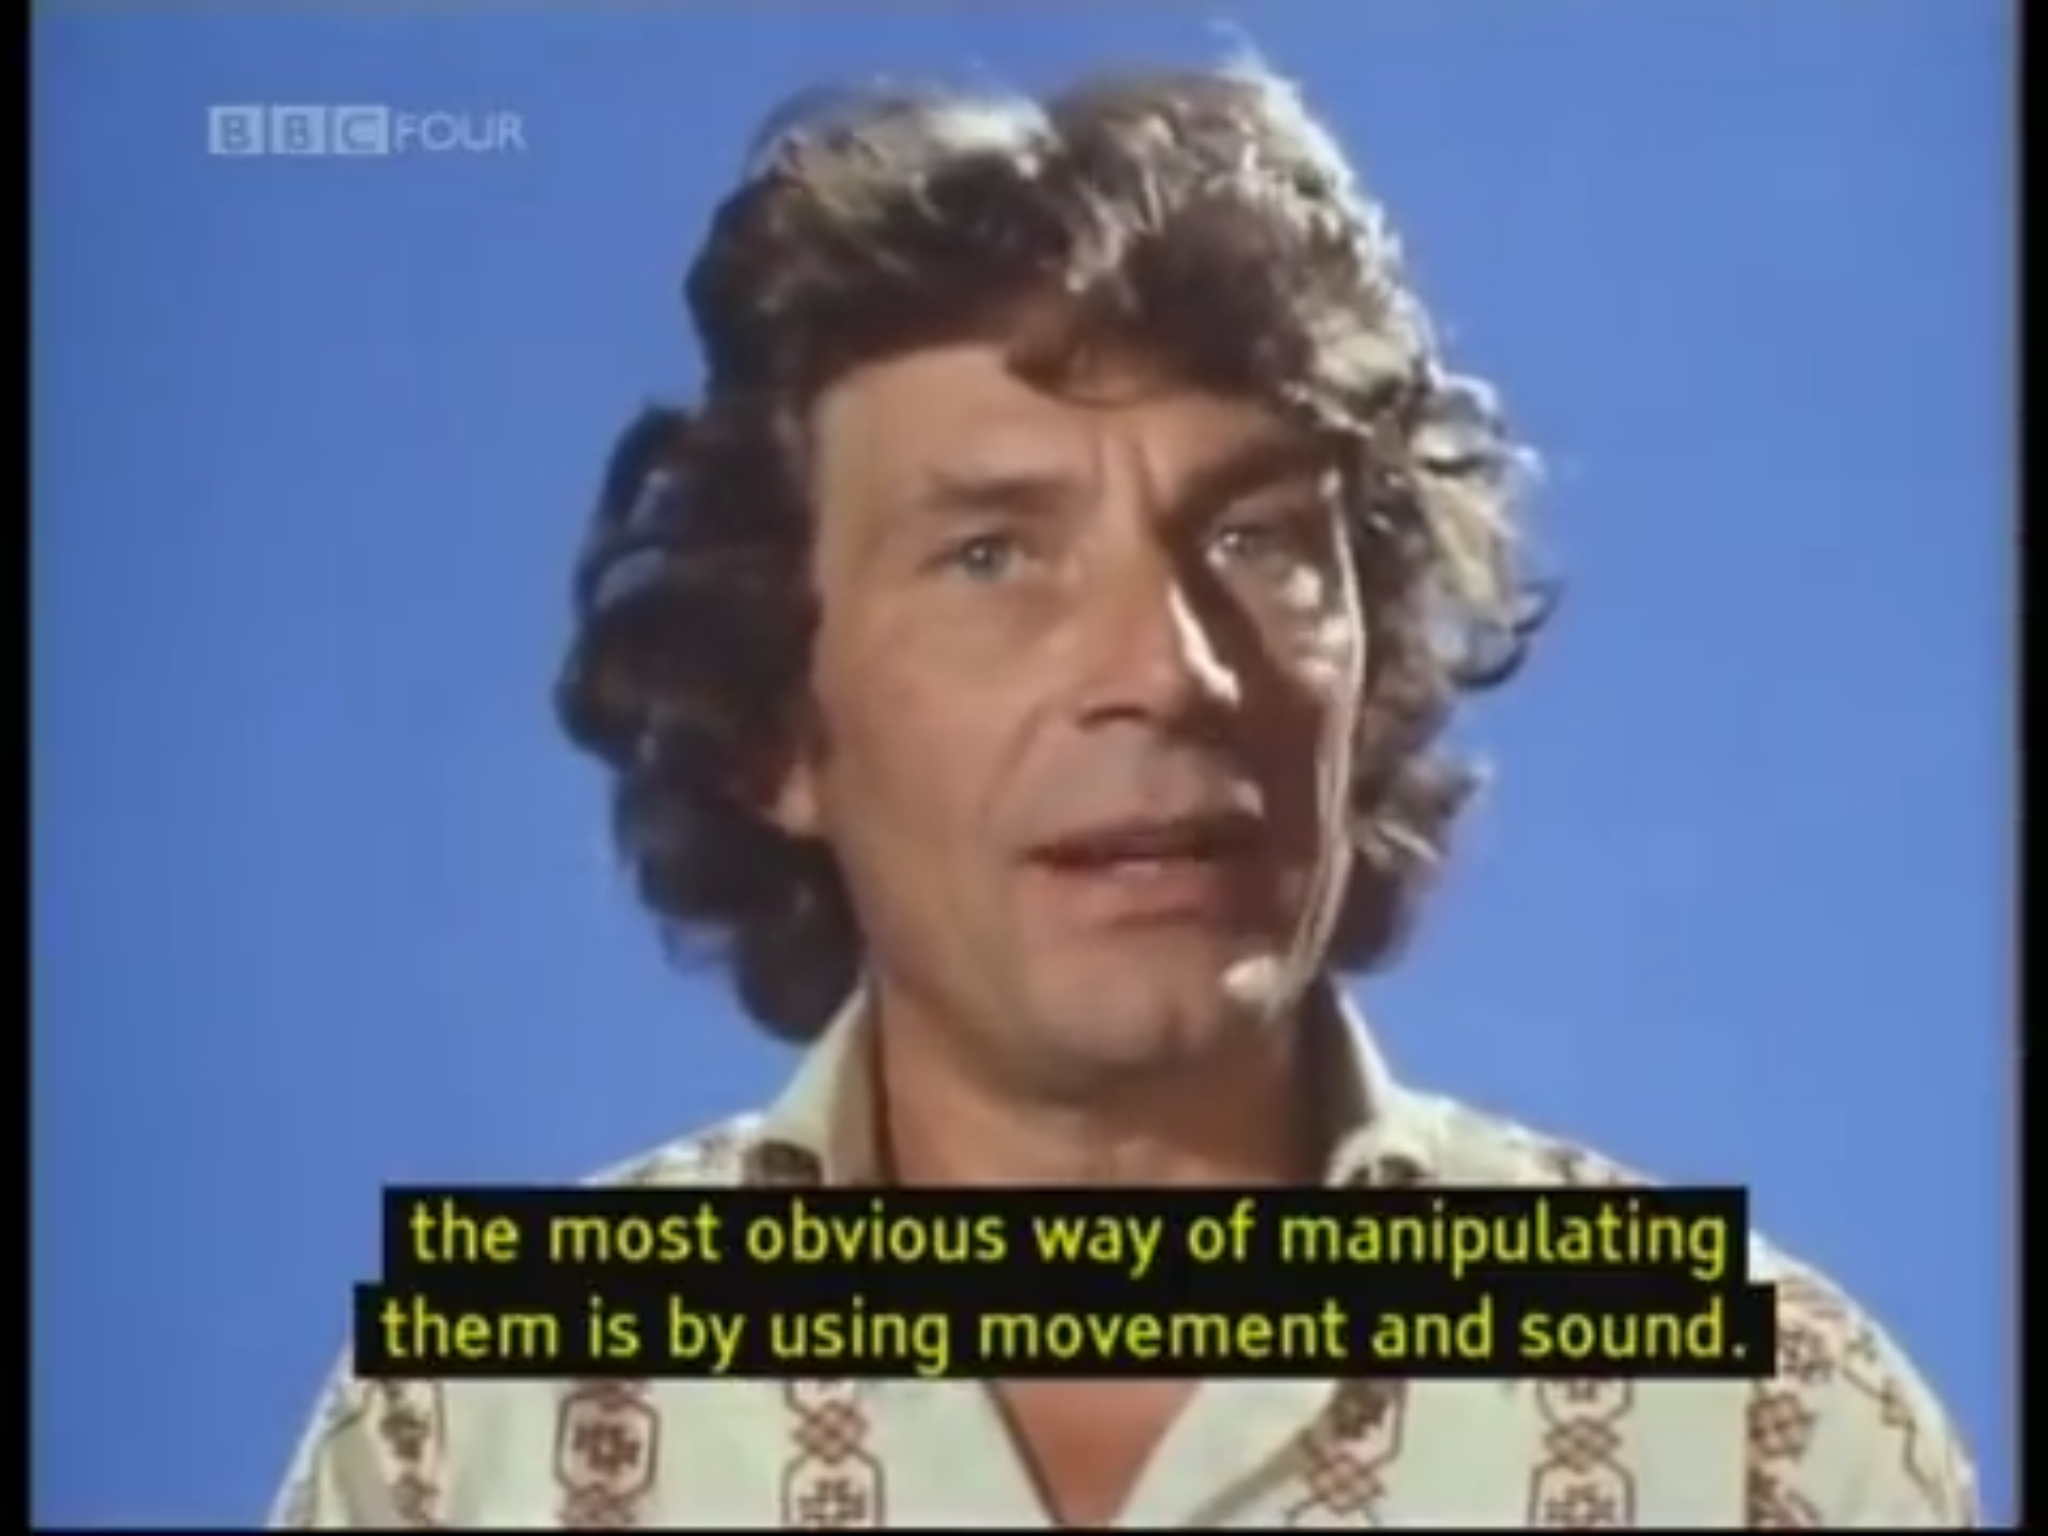 BBC FOUR
the most obvious way of manipulating
them is by using movement and sound.